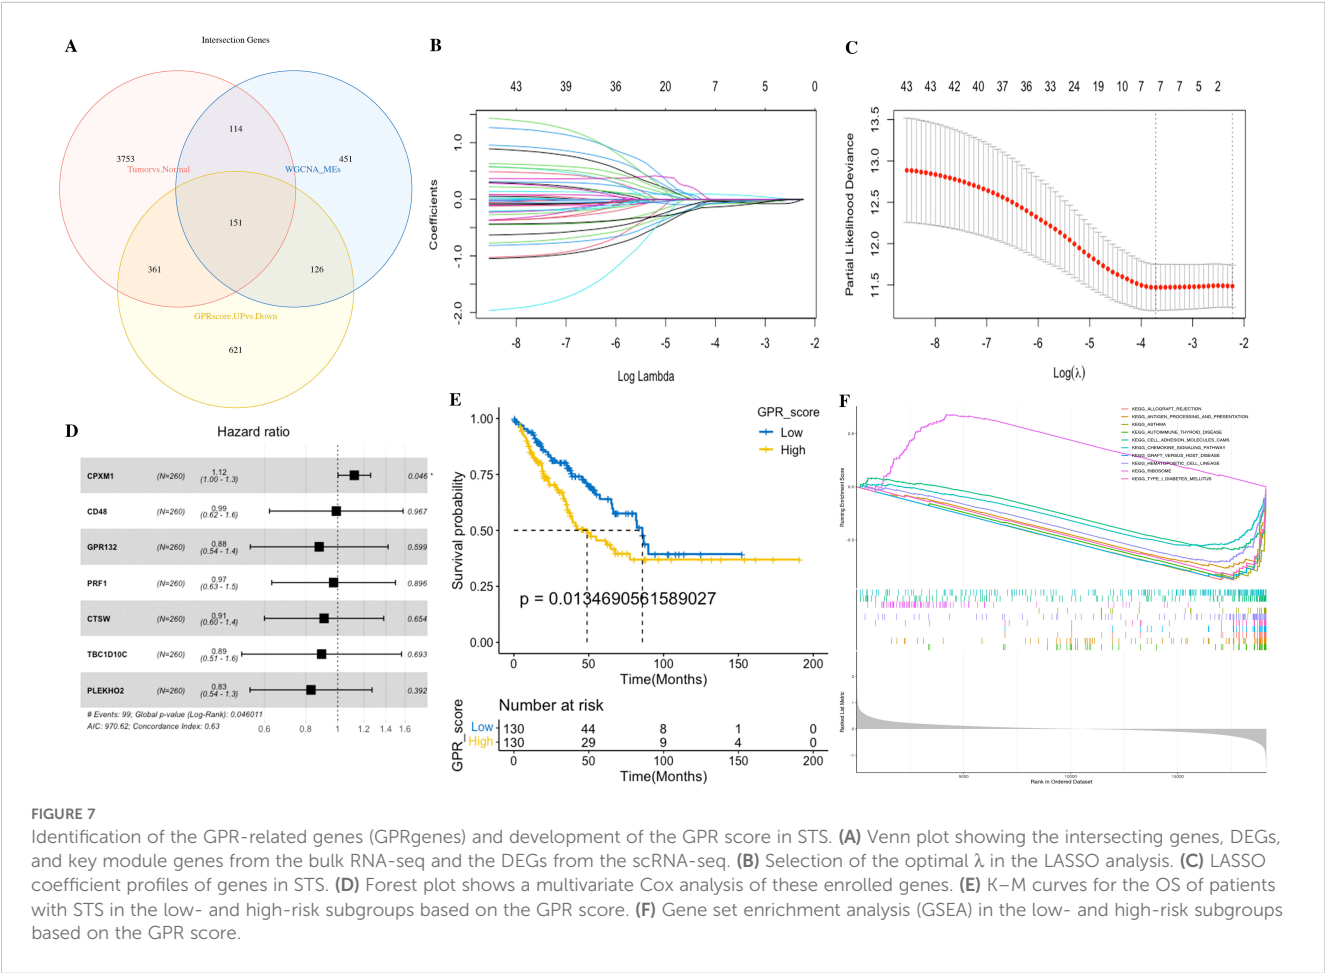 A
Intersection Genes
114
3753
451
Tumorvs.Normal
WGCNA_MEs
151
361
126
GPRscore.UPvs.Down
621
B
43 39 36 20 7 5 0
Coefficients
1.0
0.0
-1.0
-2.0
-8 -7 -6 -5 -4 -3 -2
Log Lambda
C
43 43 42 40 37 36 33 24 19 10 7 7 7 5 2
Partial Likelihood Deviance
13.5
13.0
12.5
12.0
11.5
-8 -7 -6 -5 -4 -3 -2
Log(λ)
D
Hazard ratio
CPXM1 (N=260) 1.12 (1.00 - 1.3) 0.046 *
CD48 (N=260) 0.99 (0.62 - 1.6) 0.967
GPR132 (N=260) 0.88 (0.54 - 1.4) 0.599
PRF1 (N=260) 0.97 (0.63 - 1.5) 0.896
CTSW (N=260) 0.91 (0.60 - 1.4) 0.654
TBC1D10C (N=260) 0.89 (0.51 - 1.6) 0.693
PLEKHO2 (N=260) 0.83 (0.54 - 1.3) 0.392
# Events: 99; Global p-value (Log-Rank): 0.046011
AIC: 970.62; Concordance Index: 0.63
0.6 0.8 1 1.2 1.4 1.6
E
GPR_score
Low
High
Survival probability
1.00
0.75
0.50
0.25
0.00
p = 0.0134690561589027
0 50 100 150 200
Time(Months)
Number at risk
GPR_score
Low 130 44 8 1 0
High 130 29 9 4 0
0 50 100 150 200
Time(Months)
F
KEGG_ALLOGRAFT_REJECTION
KEGG_ANTIGEN_PROCESSING_AND_PRESENTATION
KEGG_ASTHMA
KEGG_AUTOIMMUNE_THYROID_DISEASE
KEGG_CELL_ADHESION_MOLECULES_CAMS
KEGG_CHEMOKINE_SIGNALING_PATHWAY
KEGG_GRAFT_VERSUS_HOST_DISEASE
KEGG_HEMATOPOIETIC_CELL_LINEAGE
KEGG_RIBOSOME
KEGG_TYPE_I_DIABETES_MELLITUS
Running Enrichment Score
0.5
0.0
-0.5
Ranked List Metric
2
1
0
-1
5000 10000 15000
Rank in Ordered Dataset
FIGURE 7
Identification of the GPR-related genes (GPRgenes) and development of the GPR score in STS. (A) Venn plot showing the intersecting genes, DEGs,
and key module genes from the bulk RNA-seq and the DEGs from the scRNA-seq. (B) Selection of the optimal λ in the LASSO analysis. (C) LASSO
coefficient profiles of genes in STS. (D) Forest plot shows a multivariate Cox analysis of these enrolled genes. (E) K–M curves for the OS of patients
with STS in the low- and high-risk subgroups based on the GPR score. (F) Gene set enrichment analysis (GSEA) in the low- and high-risk subgroups
based on the GPR score.